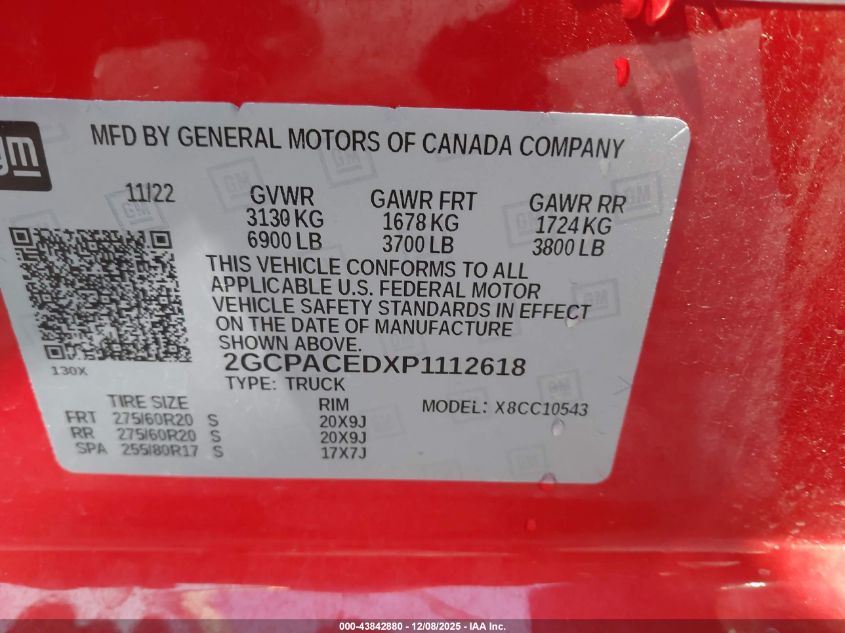 MFD BY GENERAL MOTORS OF CANADA COMPANY
gm
11/22 GVWR GAWR FRT GAWR RR
3130 KG 1678 KG 1724 KG
6900 LB 3700 LB 3800 LB
THIS VEHICLE CONFORMS TO ALL
APPLICABLE U.S. FEDERAL MOTOR
VEHICLE SAFETY STANDARDS IN EFFECT
ON THE DATE OF MANUFACTURE
SHOWN ABOVE.
130X
2GCPACEDXP1112618
TYPE: TRUCK
TIRE SIZE RIM MODEL: X8CC10543
FRT 275/60R20 S 20X9J
RR 275/60R20 S 20X9J
SPA 255/80R17 S 17X7J
000-43842880 - 12/08/2025 - IAA Inc.